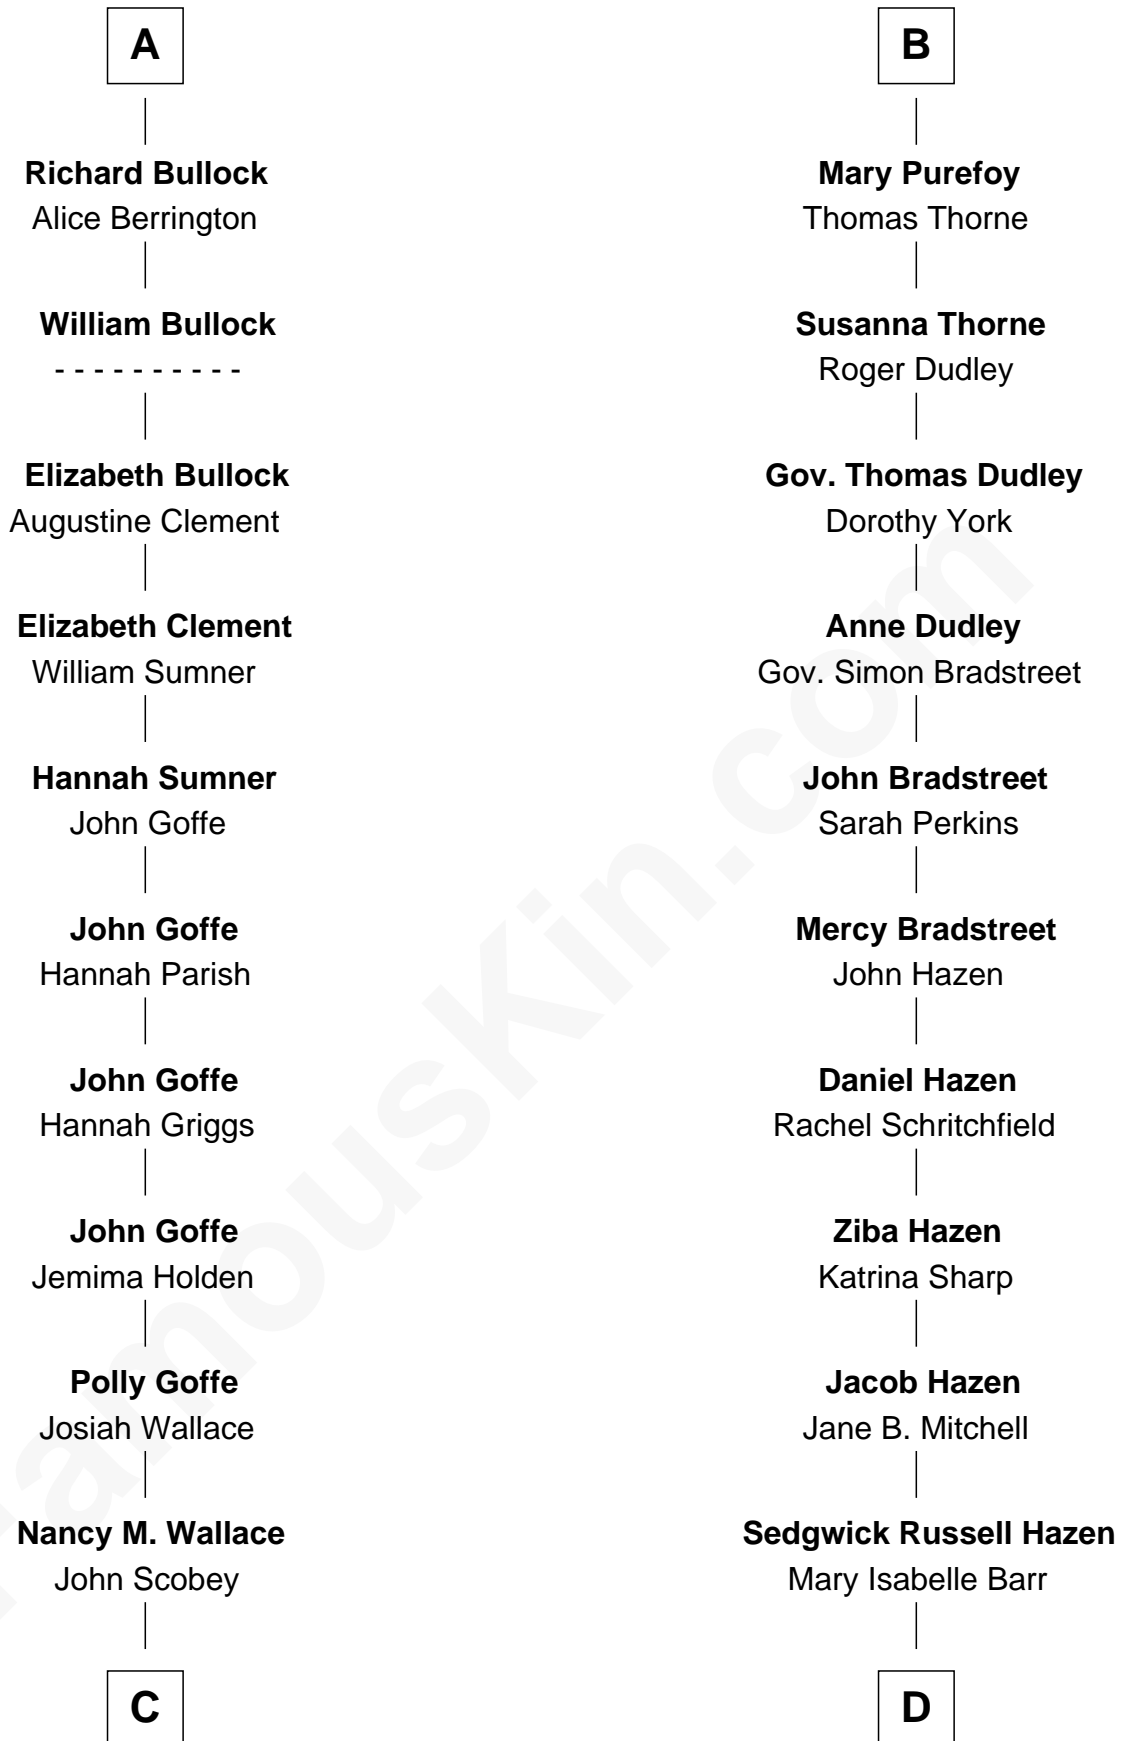 A
Richard Bullock
Alice Berrington
William Bullock
- - - - - - - - - -
Elizabeth Bullock
Augustine Clement
Elizabeth Clement
William Sumner
Hannah Sumner
John Goffe
John Goffe
Hannah Parish
John Goffe
Hannah Griggs
John Goffe
Jemima Holden
Polly Goffe
Josiah Wallace
Nancy M. Wallace
John Scobey
C
B
Mary Purefoy
Thomas Thorne
Susanna Thorne
Roger Dudley
Gov. Thomas Dudley
Dorothy York
Anne Dudley
Gov. Simon Bradstreet
John Bradstreet
Sarah Perkins
Mercy Bradstreet
John Hazen
Daniel Hazen
Rachel Schritchfield
Ziba Hazen
Katrina Sharp
Jacob Hazen
Jane B. Mitchell
Sedgwick Russell Hazen
Mary Isabelle Barr
D
FamousKin.com